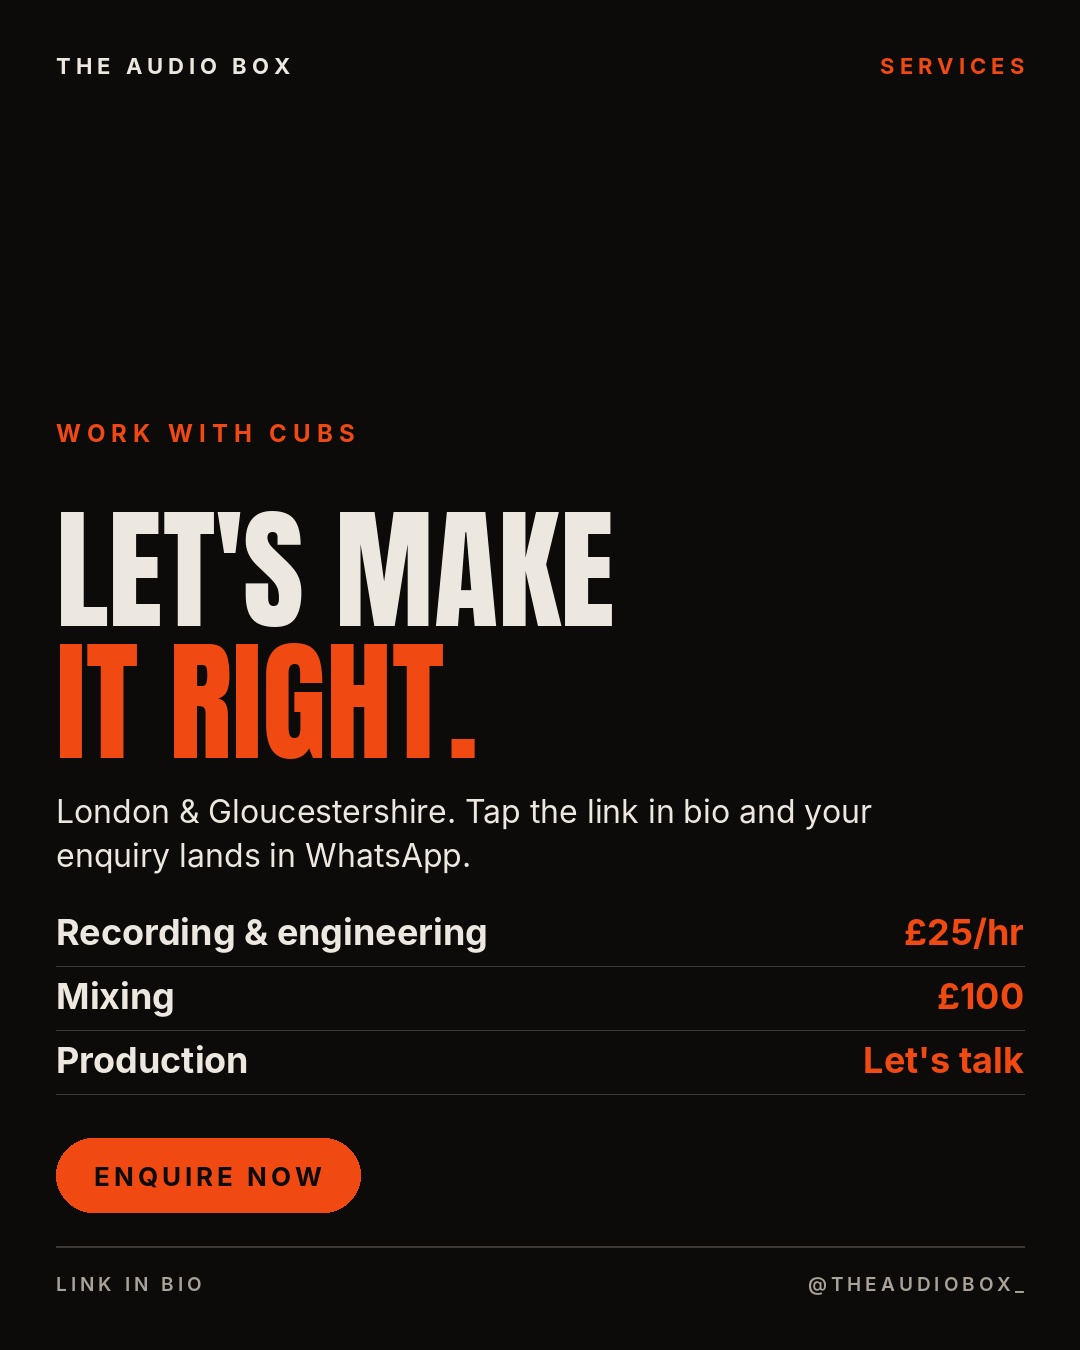 THE AUDIO BOX
SERVICES
WORK WITH CUBS
LET'S MAKE
IT RIGHT.
London & Gloucestershire. Tap the link in bio and your
enquiry lands in WhatsApp.
Recording & engineering £25/hr
Mixing £100
Production Let's talk
ENQUIRE NOW
LINK IN BIO
@THEAUDIOBOX_